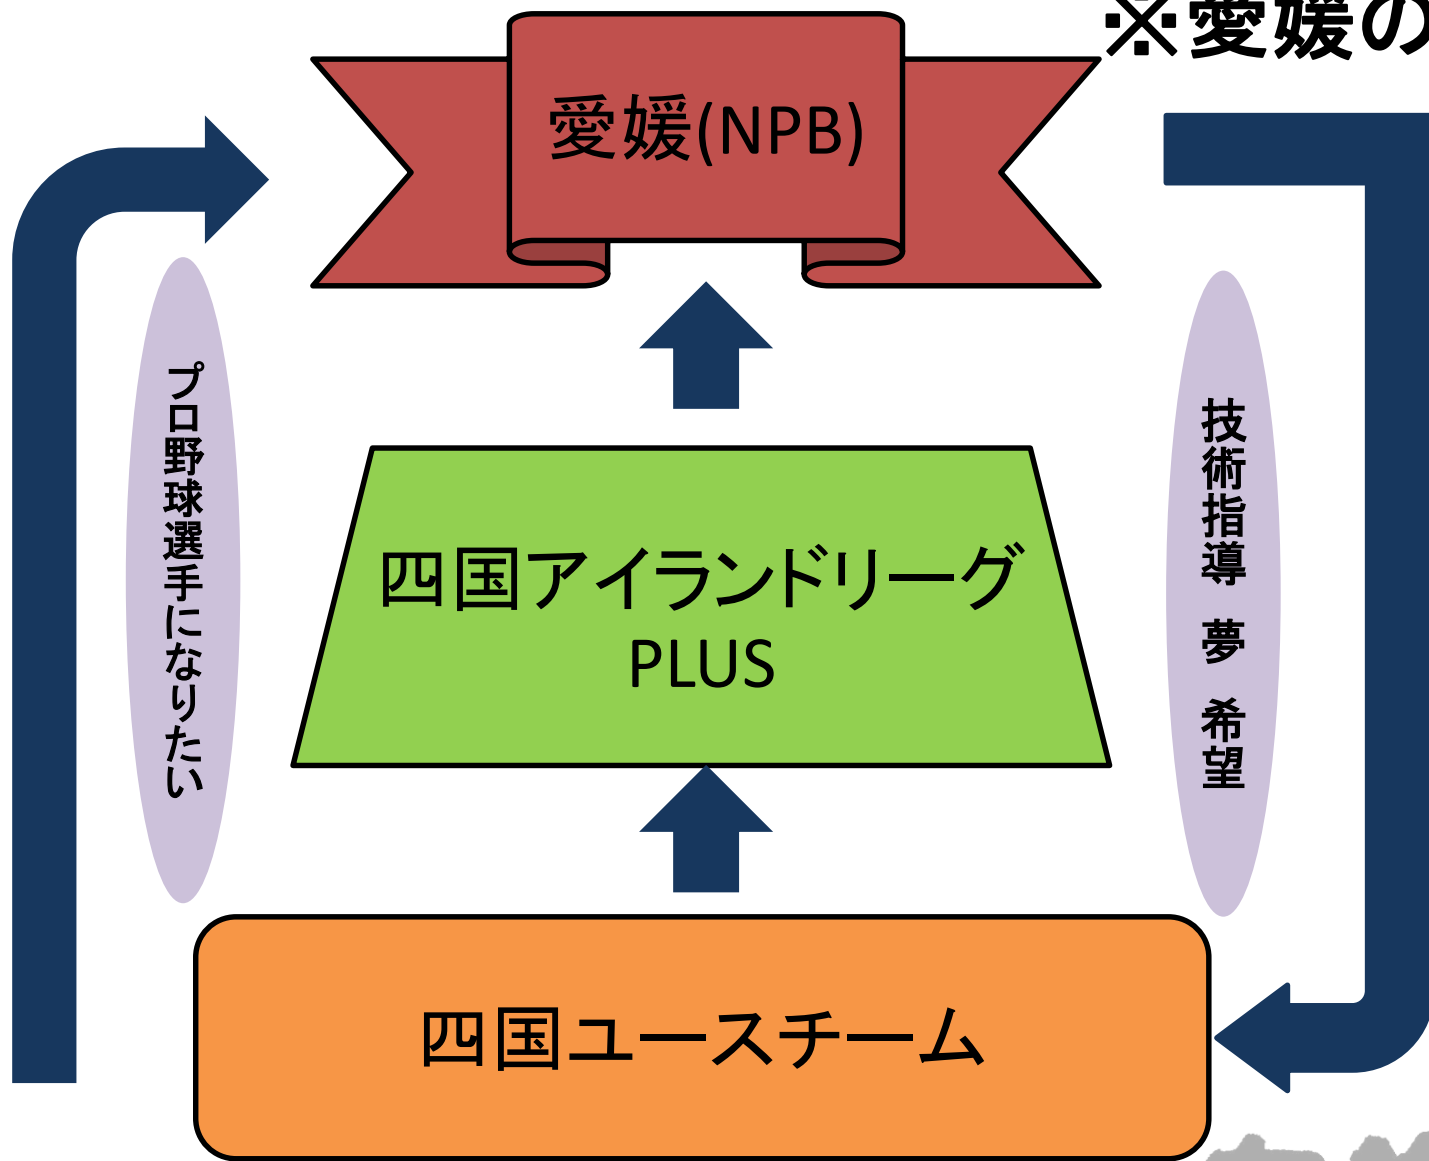 ※愛媛の
愛媛(NPB)
プロ野球選手になりたい
技術指導　夢　希望
四国アイランドリーグ
PLUS
四国ユースチーム